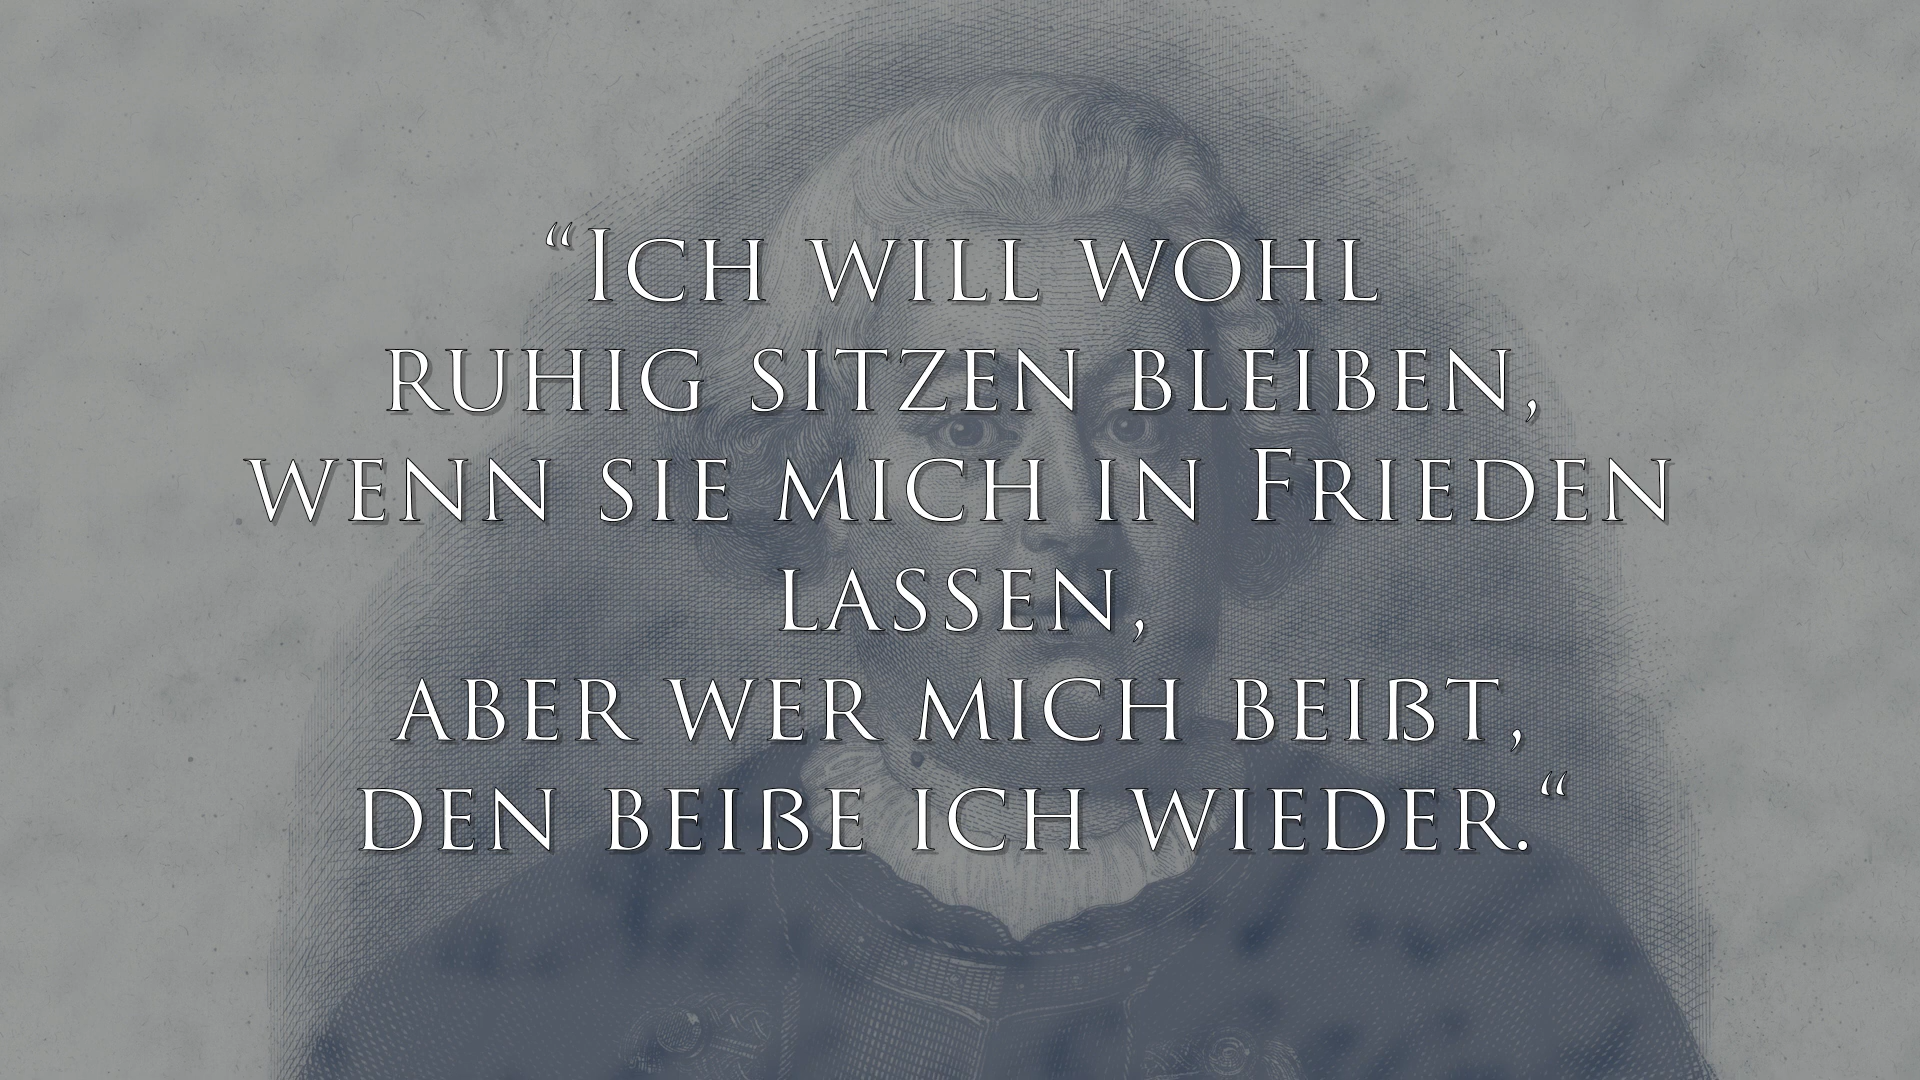 “Ich will wohl
ruhig sitzen bleiben,
wenn sie mich in Frieden
lassen,
aber wer mich beißt,
den beiße ich wieder.“